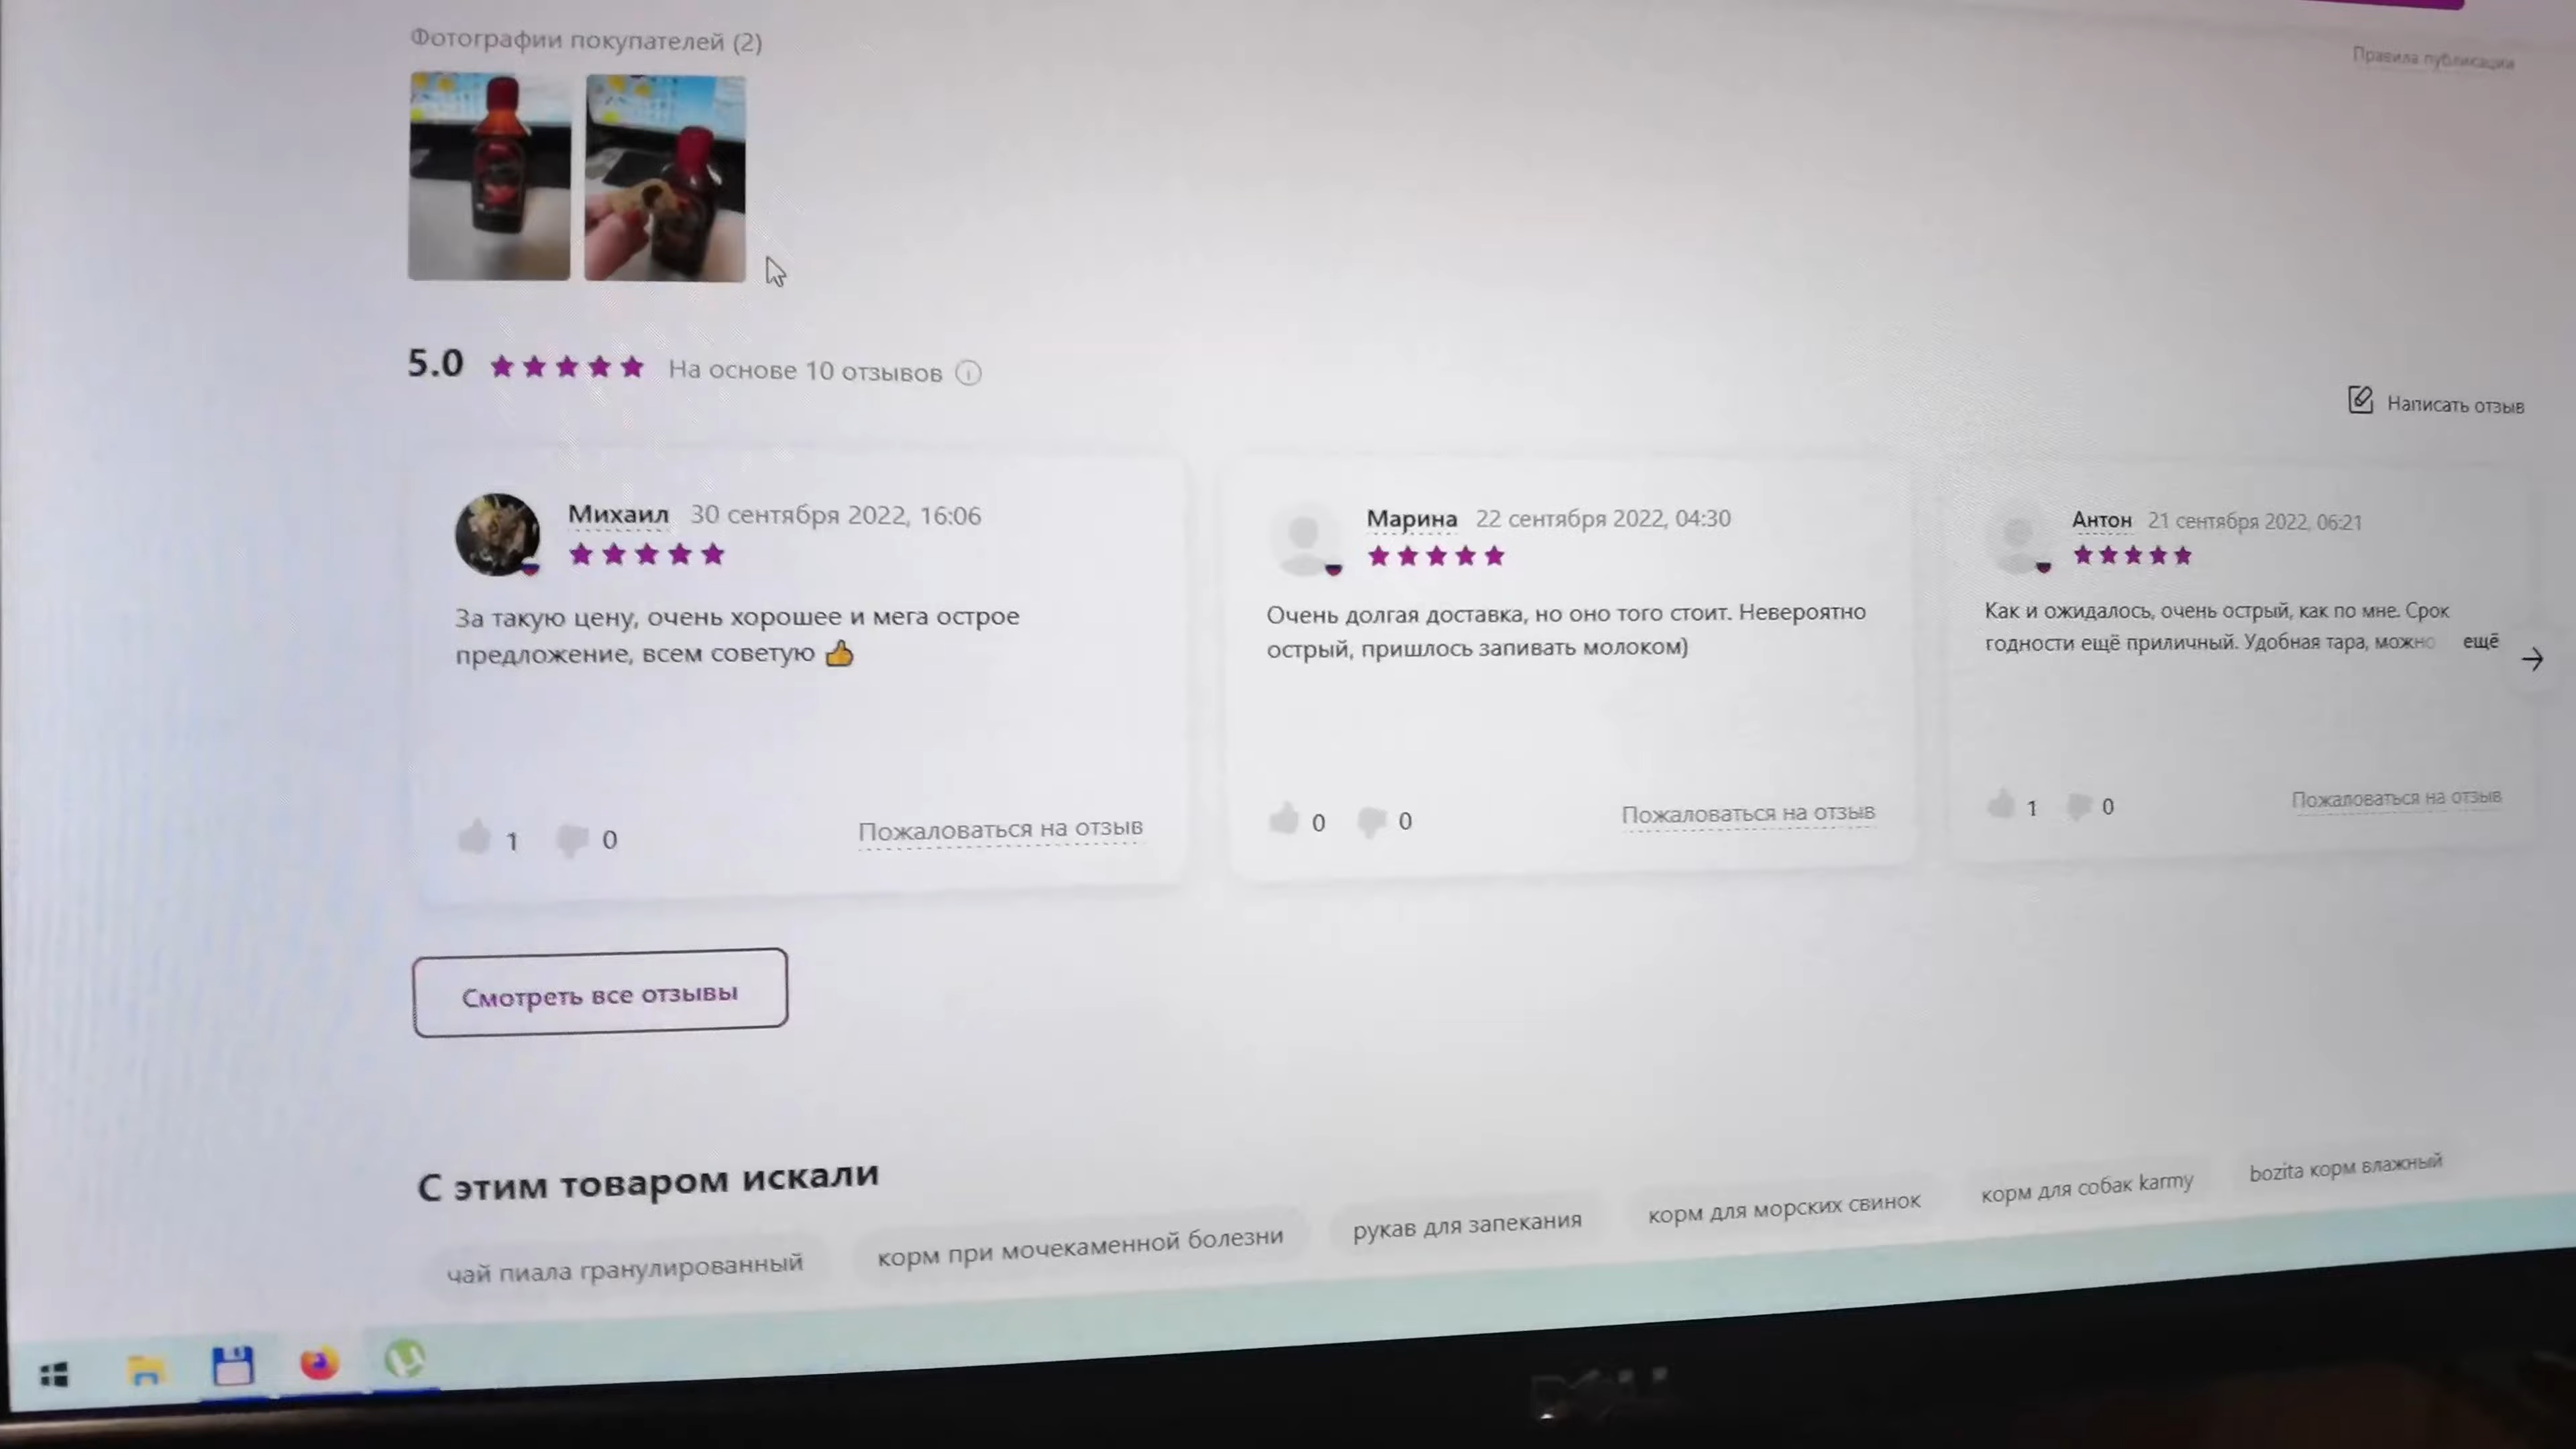 Фотографии покупателей (2)
Правила публикации
5.0 На основе 10 отзывов
Написать отзыв
Михаил 30 сентября 2022, 16:06
За такую цену, очень хорошее и мега острое
предложение, всем советую
1 0 Пожаловаться на отзыв
Марина 22 сентября 2022, 04:30
Очень долгая доставка, но оно того стоит. Невероятно
острый, пришлось запивать молоком)
0 0 Пожаловаться на отзыв
Антон 21 сентября 2022, 06:21
Как и ожидалось, очень острый, как по мне. Срок
годности ещё приличный. Удобная тара, можно ещё
1 0 Пожаловаться на отзыв
Смотреть все отзывы
С этим товаром искали
чай пиала гранулированный
корм при мочекаменной болезни
рукав для запекания
корм для морских свинок
корм для собак karmy
bozita корм влажный
DELL